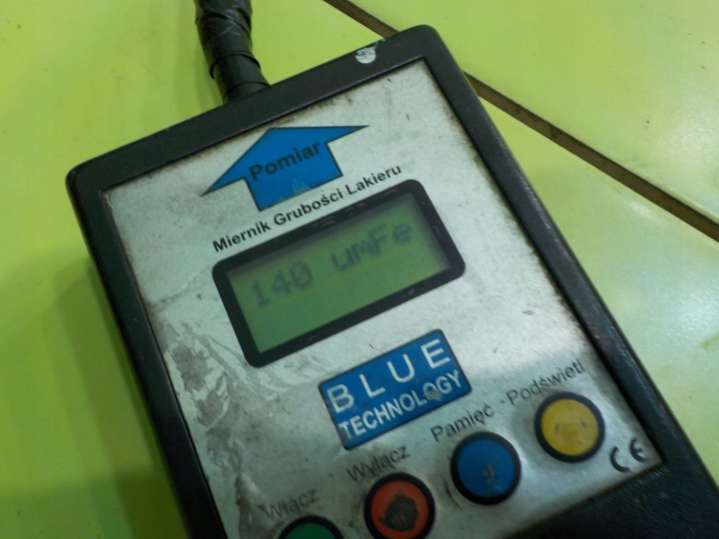 Pomiar
Miernik Grubości Lakieru
140 umFe
BLUE
TECHNOLOGY
Włącz
Wyłącz
Pamięć
Podświetl
CE